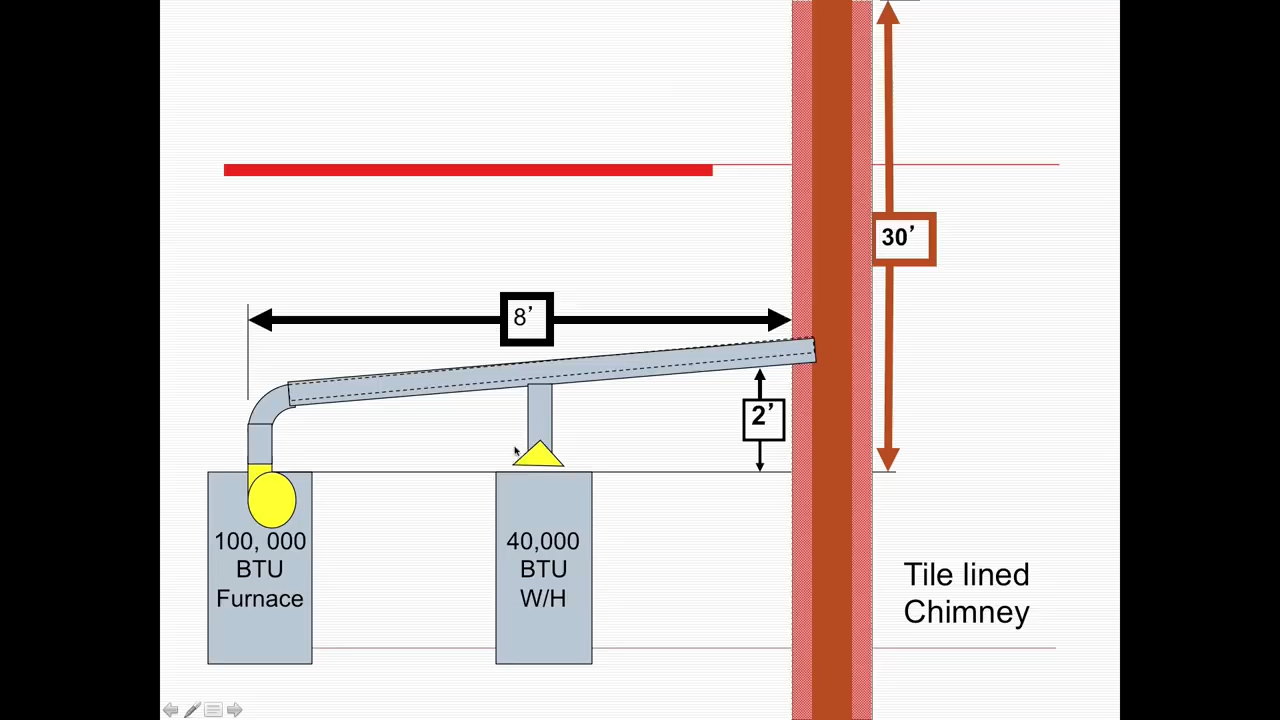 30’
8’
2’
100, 000
BTU
Furnace
40,000
BTU
W/H
Tile lined
Chimney